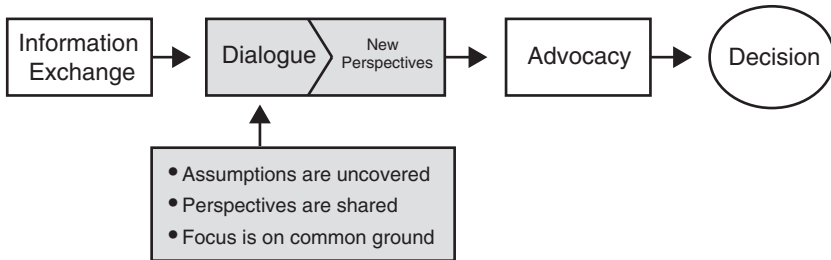 Information
Exchange
Dialogue
New
Perspectives
Advocacy
Decision
• Assumptions are uncovered
• Perspectives are shared
• Focus is on common ground